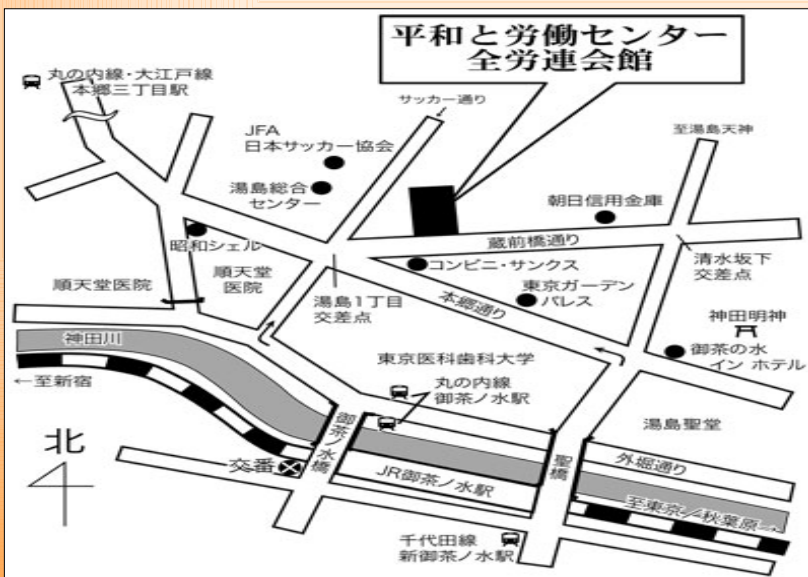 平和と労働センター
全労連会館
丸の内線・大江戸線
本郷三丁目駅
サッカー通り
JFA
日本サッカー協会
至湯島天神
湯島総合
センター
朝日信用金庫
昭和シェル
蔵前橋通り
順天堂医院
順天堂
医院
コンビニ・サンクス
清水坂下
交差点
湯島1丁目
交差点
本郷通り
東京ガーデン
パレス
神田明神
神田川
東京医科歯科大学
御茶の水
イン ホテル
←至新宿
丸の内線
御茶ノ水駅
湯島聖堂
北
御茶ノ水橋
聖橋
外堀通り
交番
JR御茶ノ水駅
至東京/秋葉原→
千代田線
新御茶ノ水駅